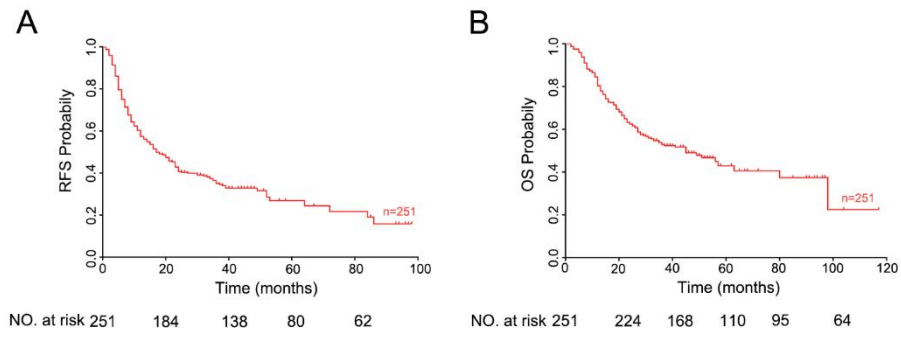 A
B
1.0
0.8
0.6
0.4
0.2
0.0
RFS Probabily
n=251
0 20 40 60 80 100
Time (months)
NO. at risk 251 184 138 80 62
1.0
0.8
0.6
0.4
0.2
0.0
OS Probabily
n=251
0 20 40 60 80 100 120
Time (months)
NO. at risk 251 224 168 110 95 64